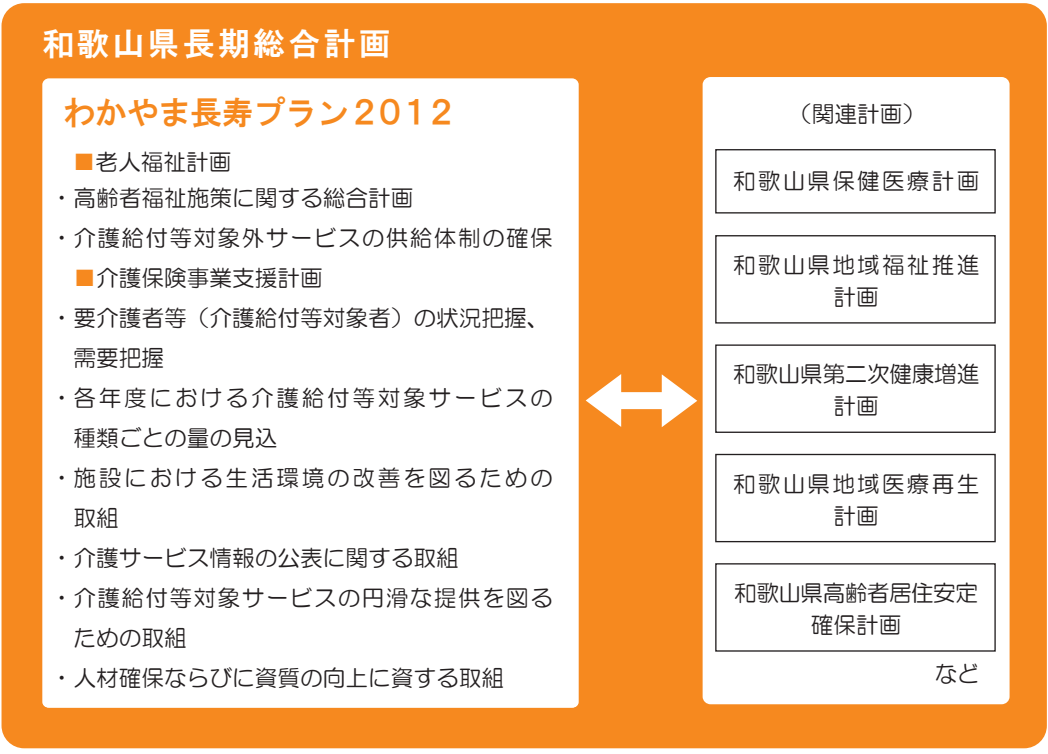 和歌山県長期総合計画
わかやま長寿プラン2012
■老人福祉計画
・高齢者福祉施策に関する総合計画
・介護給付等対象外サービスの供給体制の確保
■介護保険事業支援計画
・要介護者等（介護給付等対象者）の状況把握、
需要把握
・各年度における介護給付等対象サービスの
種類ごとの量の見込
・施設における生活環境の改善を図るための
取組
・介護サービス情報の公表に関する取組
・介護給付等対象サービスの円滑な提供を図る
ための取組
・人材確保ならびに資質の向上に資する取組
（関連計画）
和歌山県保健医療計画
和歌山県地域福祉推進
計画
和歌山県第二次健康増進
計画
和歌山県地域医療再生
計画
和歌山県高齢者居住安定
確保計画
など